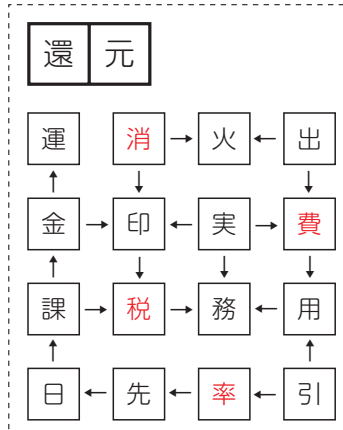 還元
運 消 → 火 ← 出
↑ ↓ ↓
金 → 印 ← 実 → 費
↑ ↓ ↓ ↓
課 → 税 → 務 ← 用
↑ ↑
日 ← 先 ← 率 ← 引